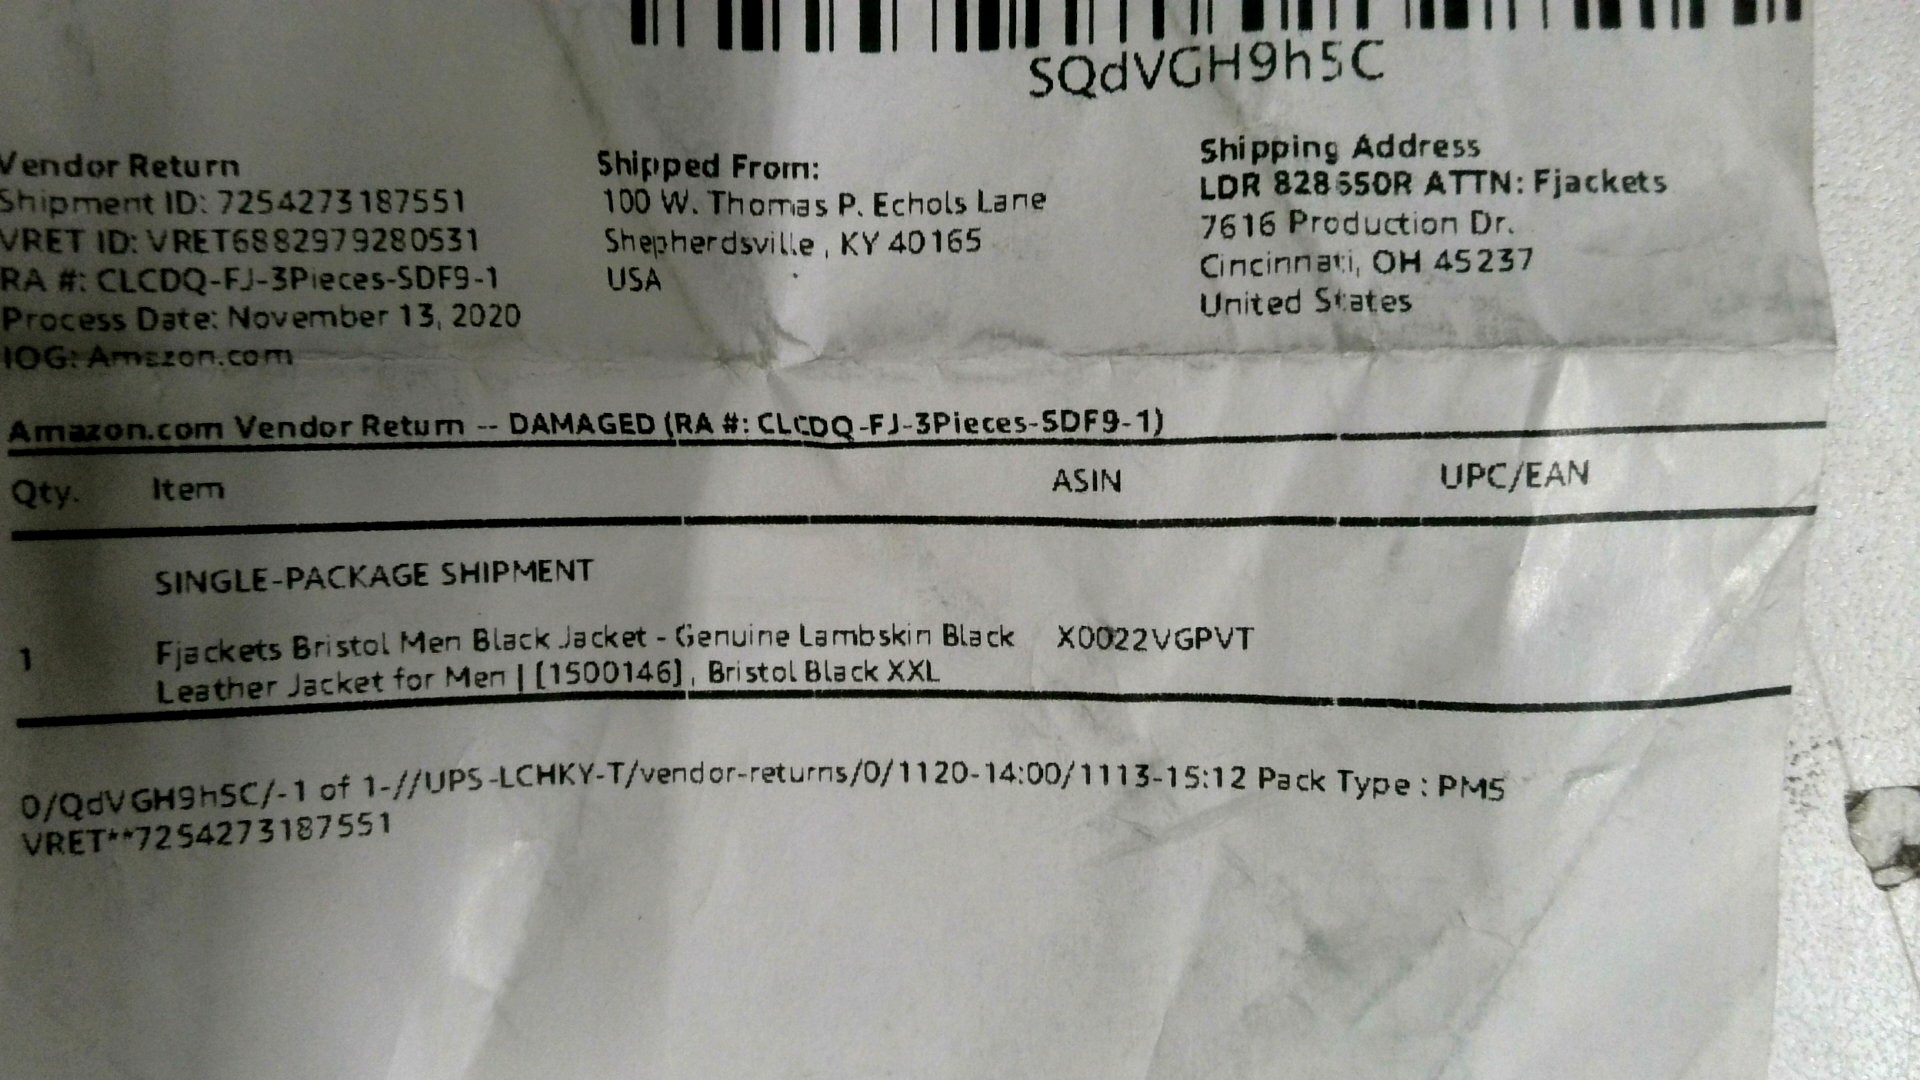 SQdVGH9h5C
Vendor Return
Shipment ID: 7254273187551
VRET ID: VRET6882979280531
RA #: CLCDQ-FJ-3Pieces-SDF9-1
Process Date: November 13, 2020
IOG: Amazon.com
Shipped From:
100 W. Thomas P. Echols Lane
Shepherdsville , KY 40165
USA
Shipping Address
LDR 828650R ATTN: Fjackets
7616 Production Dr.
Cincinnati, OH 45237
United States
Amazon.com Vendor Return -- DAMAGED (RA #: CLCDQ-FJ-3Pieces-SDF9-1)
Qty. Item ASIN UPC/EAN
SINGLE-PACKAGE SHIPMENT
1 Fjackets Bristol Men Black Jacket - Genuine Lambskin Black X0022VGPVT
Leather Jacket for Men | [1500146] , Bristol Black XXL
0/QdVGH9h5C/-1 of 1-//UPS-LCHKY-T/vendor-returns/0/1120-14:00/1113-15:12 Pack Type : PM5
VRET**7254273187551